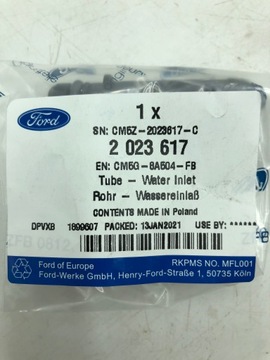 Ford
1 x
SN: CM5Z-2023617-C
2 023 617
EN: CM5G-8A504-FB
Tube - Water Inlet
Rohr - Wassereinlaß
CONTENTS MADE IN Poland
DPVXB 1899607 PACKED: 13JAN2021 USE BY: ******
Ford of Europe RKPMS NO. MFL001
Ford-Werke GmbH, Henry-Ford-Straße 1, 50735 Köln